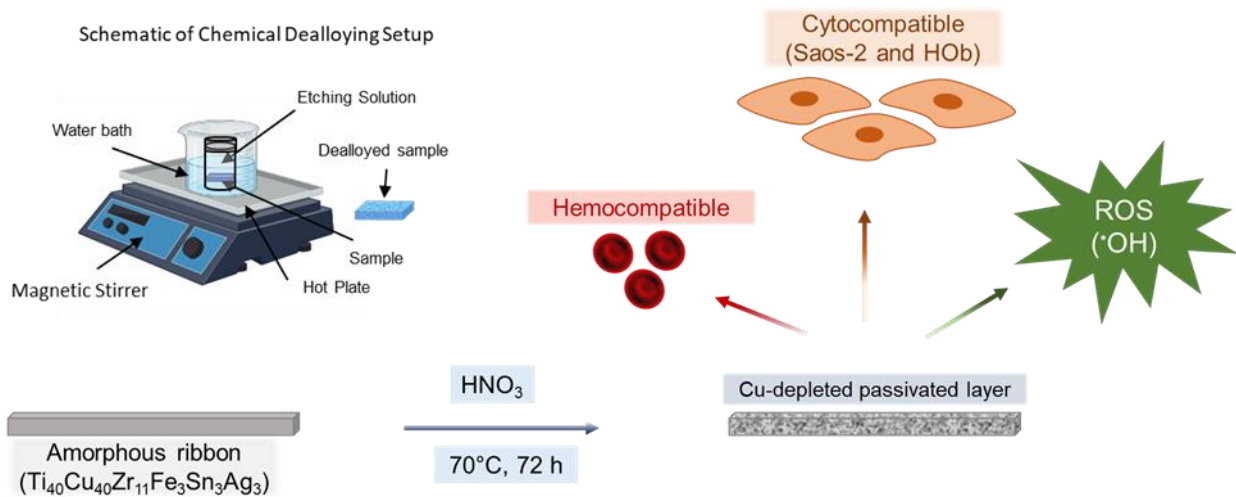 Schematic of Chemical Dealloying Setup
Etching Solution
Water bath
Dealloyed sample
Sample
Hot Plate
Magnetic Stirrer
Cytocompatible
(Saos-2 and HOb)
Hemocompatible
ROS
(•OH)
HNO₃
70°C, 72 h
Cu-depleted passivated layer
Amorphous ribbon
(Ti₄₀Cu₄₀Zr₁₁Fe₃Sn₃Ag₃)